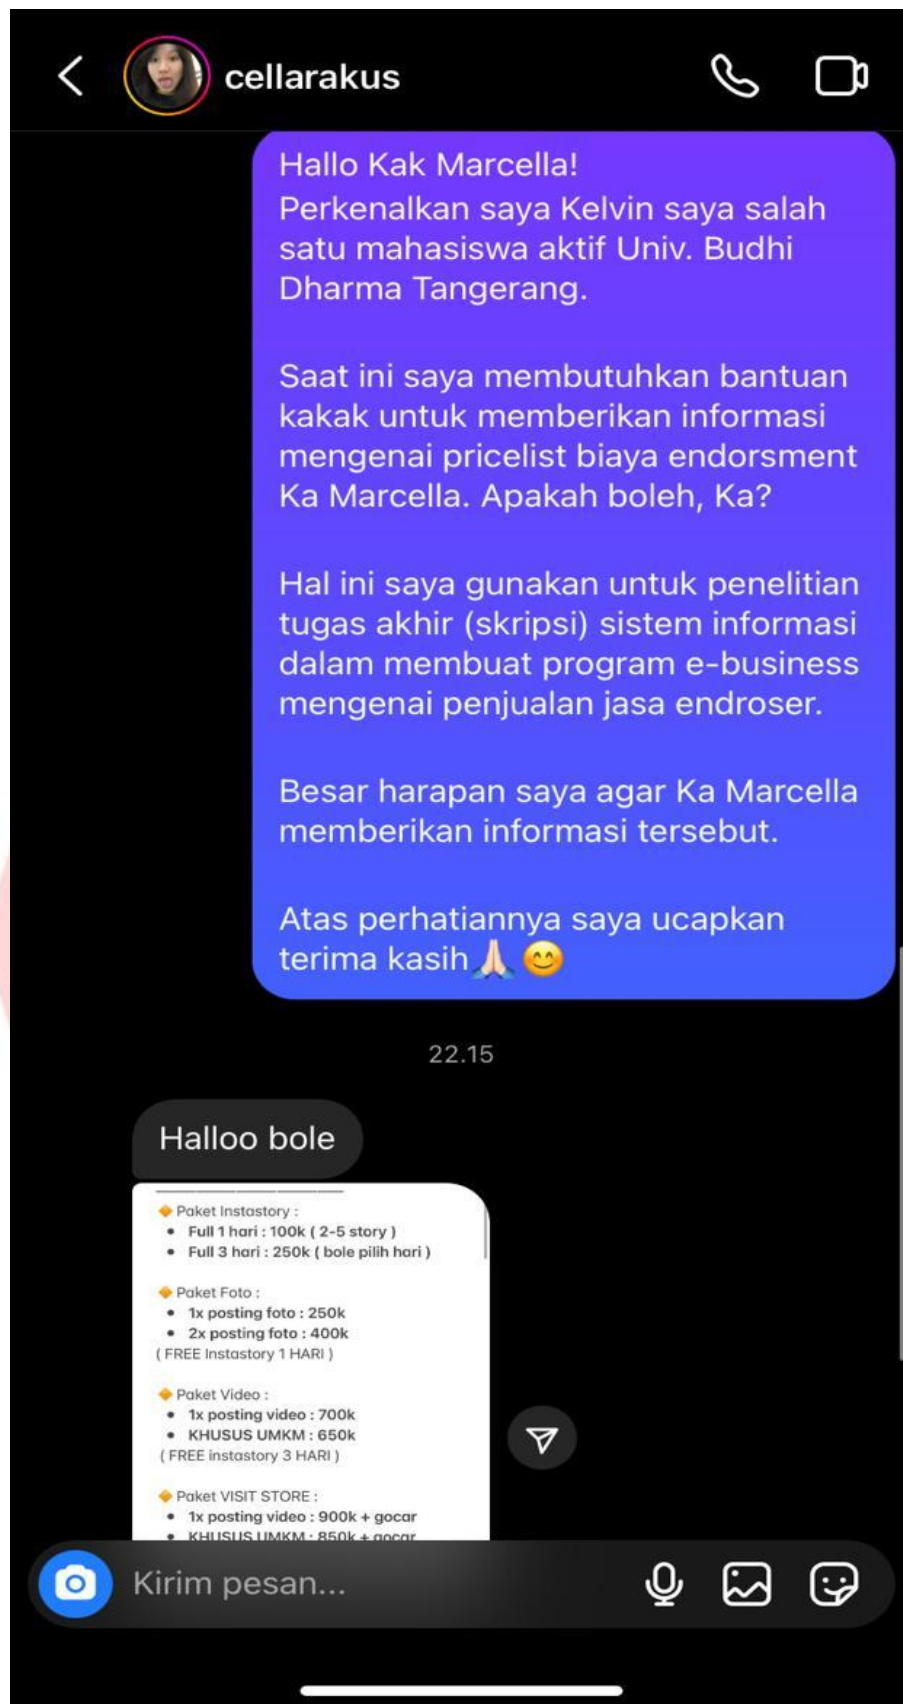 cellarakus
Hallo Kak Marcella!
Perkenalkan saya Kelvin saya salah
satu mahasiswa aktif Univ. Budhi
Dharma Tangerang.
Saat ini saya membutuhkan bantuan
kakak untuk memberikan informasi
mengenai pricelist biaya endorsment
Ka Marcella. Apakah boleh, Ka?
Hal ini saya gunakan untuk penelitian
tugas akhir (skripsi) sistem informasi
dalam membuat program e-business
mengenai penjualan jasa endroser.
Besar harapan saya agar Ka Marcella
memberikan informasi tersebut.
Atas perhatiannya saya ucapkan
terima kasih🙏🏻😊
22.15
Halloo bole
🔶 Paket Instastory :
• Full 1 hari : 100k ( 2-5 story )
• Full 3 hari : 250k ( bole pilih hari )
🔶 Paket Foto :
• 1x posting foto : 250k
• 2x posting foto : 400k
( FREE Instastory 1 HARI )
🔶 Paket Video :
• 1x posting video : 700k
• KHUSUS UMKM : 650k
( FREE instastory 3 HARI )
🔶 Paket VISIT STORE :
• 1x posting video : 900k + gocar
• KHUSUS UMKM : 850k + gocar
Kirim pesan...